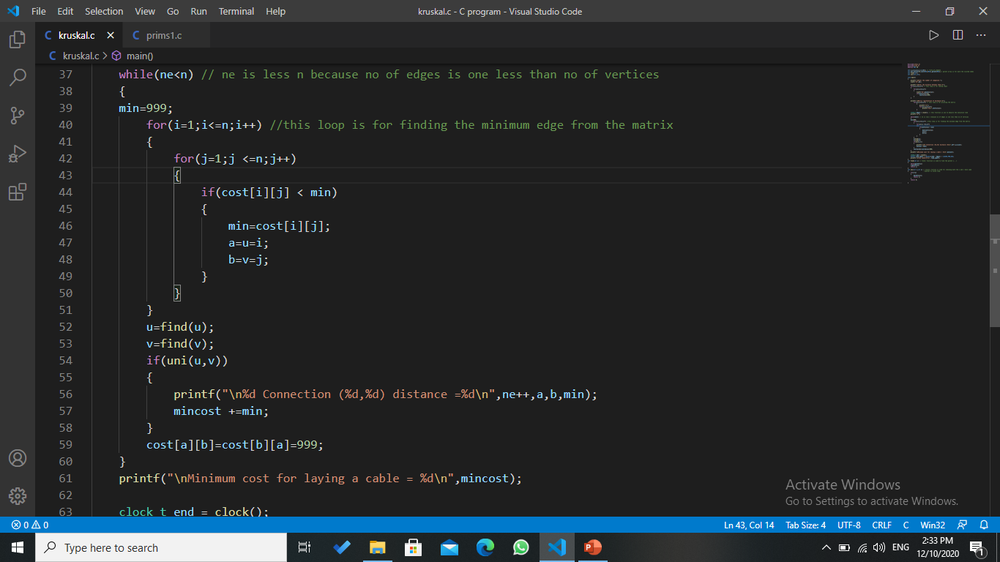 File Edit Selection View Go Run Terminal Help kruskal.c - C program - Visual Studio Code
C kruskal.c C prims1.c
C kruskal.c > main()
37 while(ne<n) // ne is less n because no of edges is one less than no of vertices
38 {
39 min=999;
40 for(i=1;i<=n;i++) //this loop is for finding the minimum edge from the matrix
41 {
42 for(j=1;j <=n;j++)
43 {
44 if(cost[i][j] < min)
45 {
46 min=cost[i][j];
47 a=u=i;
48 b=v=j;
49 }
50 }
51 }
52 u=find(u);
53 v=find(v);
54 if(uni(u,v))
55 {
56 printf("\n%d Connection (%d,%d) distance =%d\n",ne++,a,b,min);
57 mincost +=min;
58 }
59 cost[a][b]=cost[b][a]=999;
60 }
61 printf("\nMinimum cost for laying a cable = %d\n",mincost);
62
63 clock_t end = clock();
Activate Windows
Go to Settings to activate Windows.
0 0 Ln 43, Col 14 Tab Size: 4 UTF-8 CRLF C Win32
Type here to search
ENG
2:33 PM
12/10/2020
1